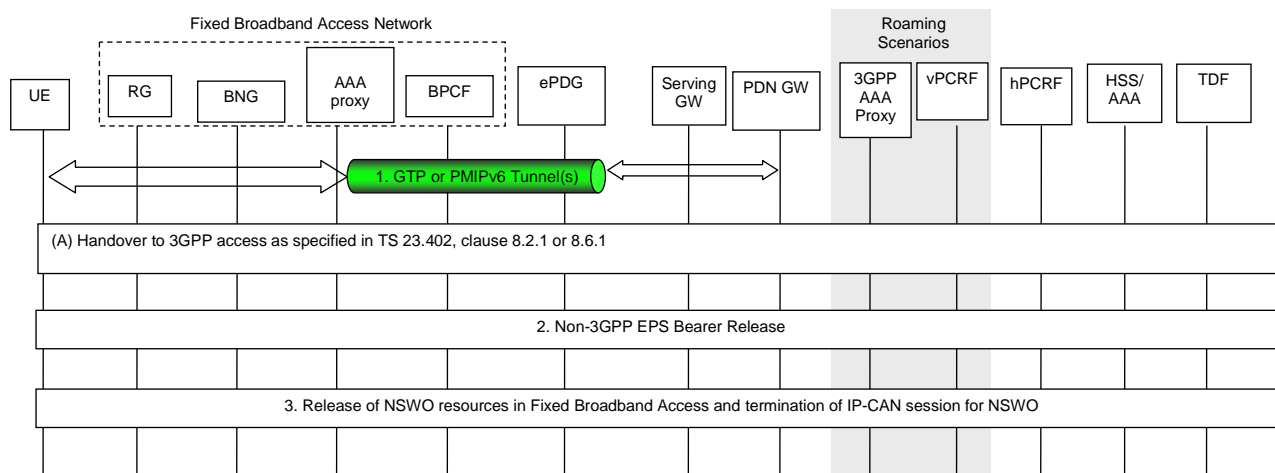 Fixed Broadband Access Network
Roaming
Scenarios
UE
RG
BNG
AAA
proxy
BPCF
ePDG
Serving
GW
PDN GW
3GPP
AAA
Proxy
vPCRF
hPCRF
HSS/
AAA
TDF
1. GTP or PMIPv6 Tunnel(s)
(A) Handover to 3GPP access as specified in TS 23.402, clause 8.2.1 or 8.6.1
2. Non-3GPP EPS Bearer Release
3. Release of NSWO resources in Fixed Broadband Access and termination of IP-CAN session for NSWO